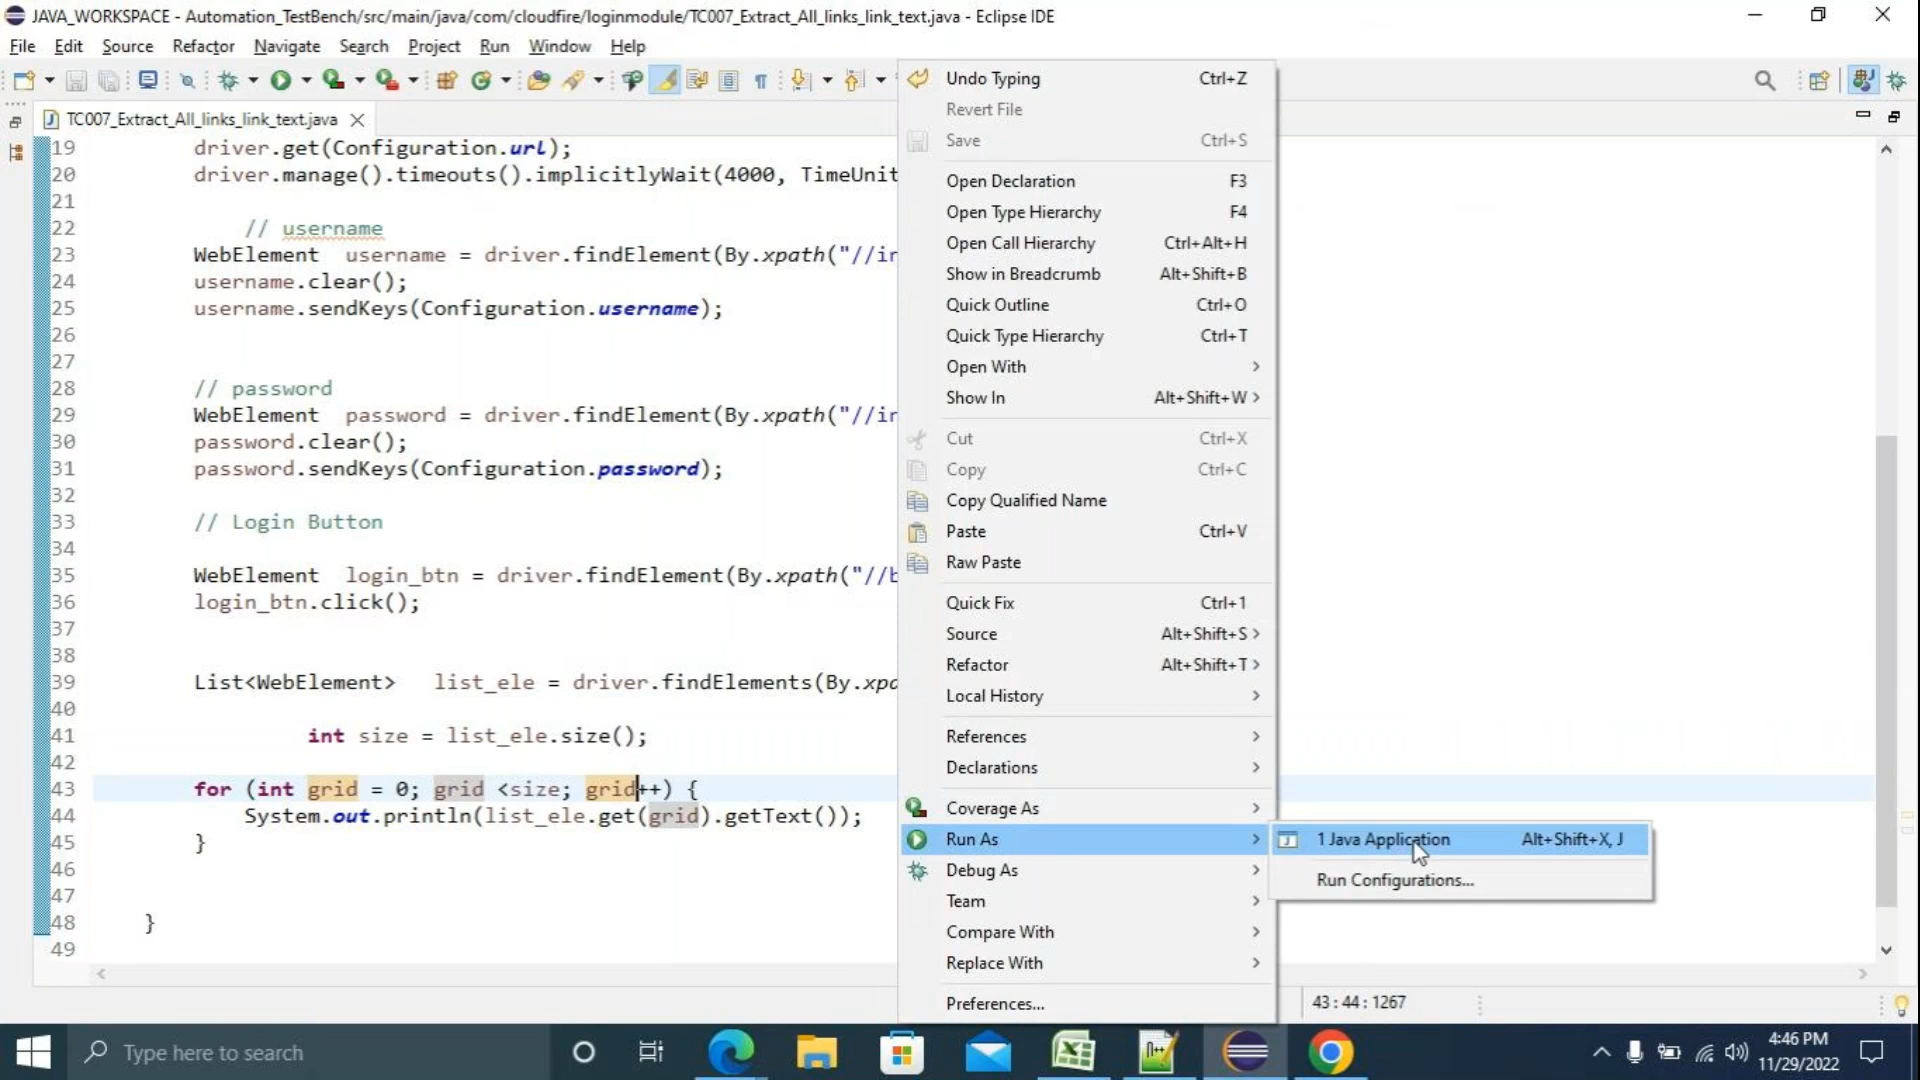 JAVA_WORKSPACE - Automation_TestBench/src/main/java/com/cloudfire/loginmodule/TC007_Extract_All_links_link_text.java - Eclipse IDE
File Edit Source Refactor Navigate Search Project Run Window Help
TC007_Extract_All_links_link_text.java
19 driver.get(Configuration.url);
20 driver.manage().timeouts().implicitlyWait(4000, TimeUnit
21
22 // username
23 WebElement username = driver.findElement(By.xpath("//in
24 username.clear();
25 username.sendKeys(Configuration.username);
26
27
28 // password
29 WebElement password = driver.findElement(By.xpath("//in
30 password.clear();
31 password.sendKeys(Configuration.password);
32
33 // Login Button
34
35 WebElement login_btn = driver.findElement(By.xpath("//b
36 login_btn.click();
37
38
39 List<WebElement> list_ele = driver.findElements(By.xpa
40
41 int size = list_ele.size();
42
43 for (int grid = 0; grid <size; grid++) {
44 System.out.println(list_ele.get(grid).getText());
45 }
46
47
48 }
49
Undo Typing Ctrl+Z
Revert File
Save Ctrl+S
Open Declaration F3
Open Type Hierarchy F4
Open Call Hierarchy Ctrl+Alt+H
Show in Breadcrumb Alt+Shift+B
Quick Outline Ctrl+O
Quick Type Hierarchy Ctrl+T
Open With
Show In Alt+Shift+W
Cut Ctrl+X
Copy Ctrl+C
Copy Qualified Name
Paste Ctrl+V
Raw Paste
Quick Fix Ctrl+1
Source Alt+Shift+S
Refactor Alt+Shift+T
Local History
References
Declarations
Coverage As
Run As
Debug As
Team
Compare With
Replace With
Preferences...
1 Java Application Alt+Shift+X, J
Run Configurations...
43 : 44 : 1267
Type here to search
4:46 PM
11/29/2022